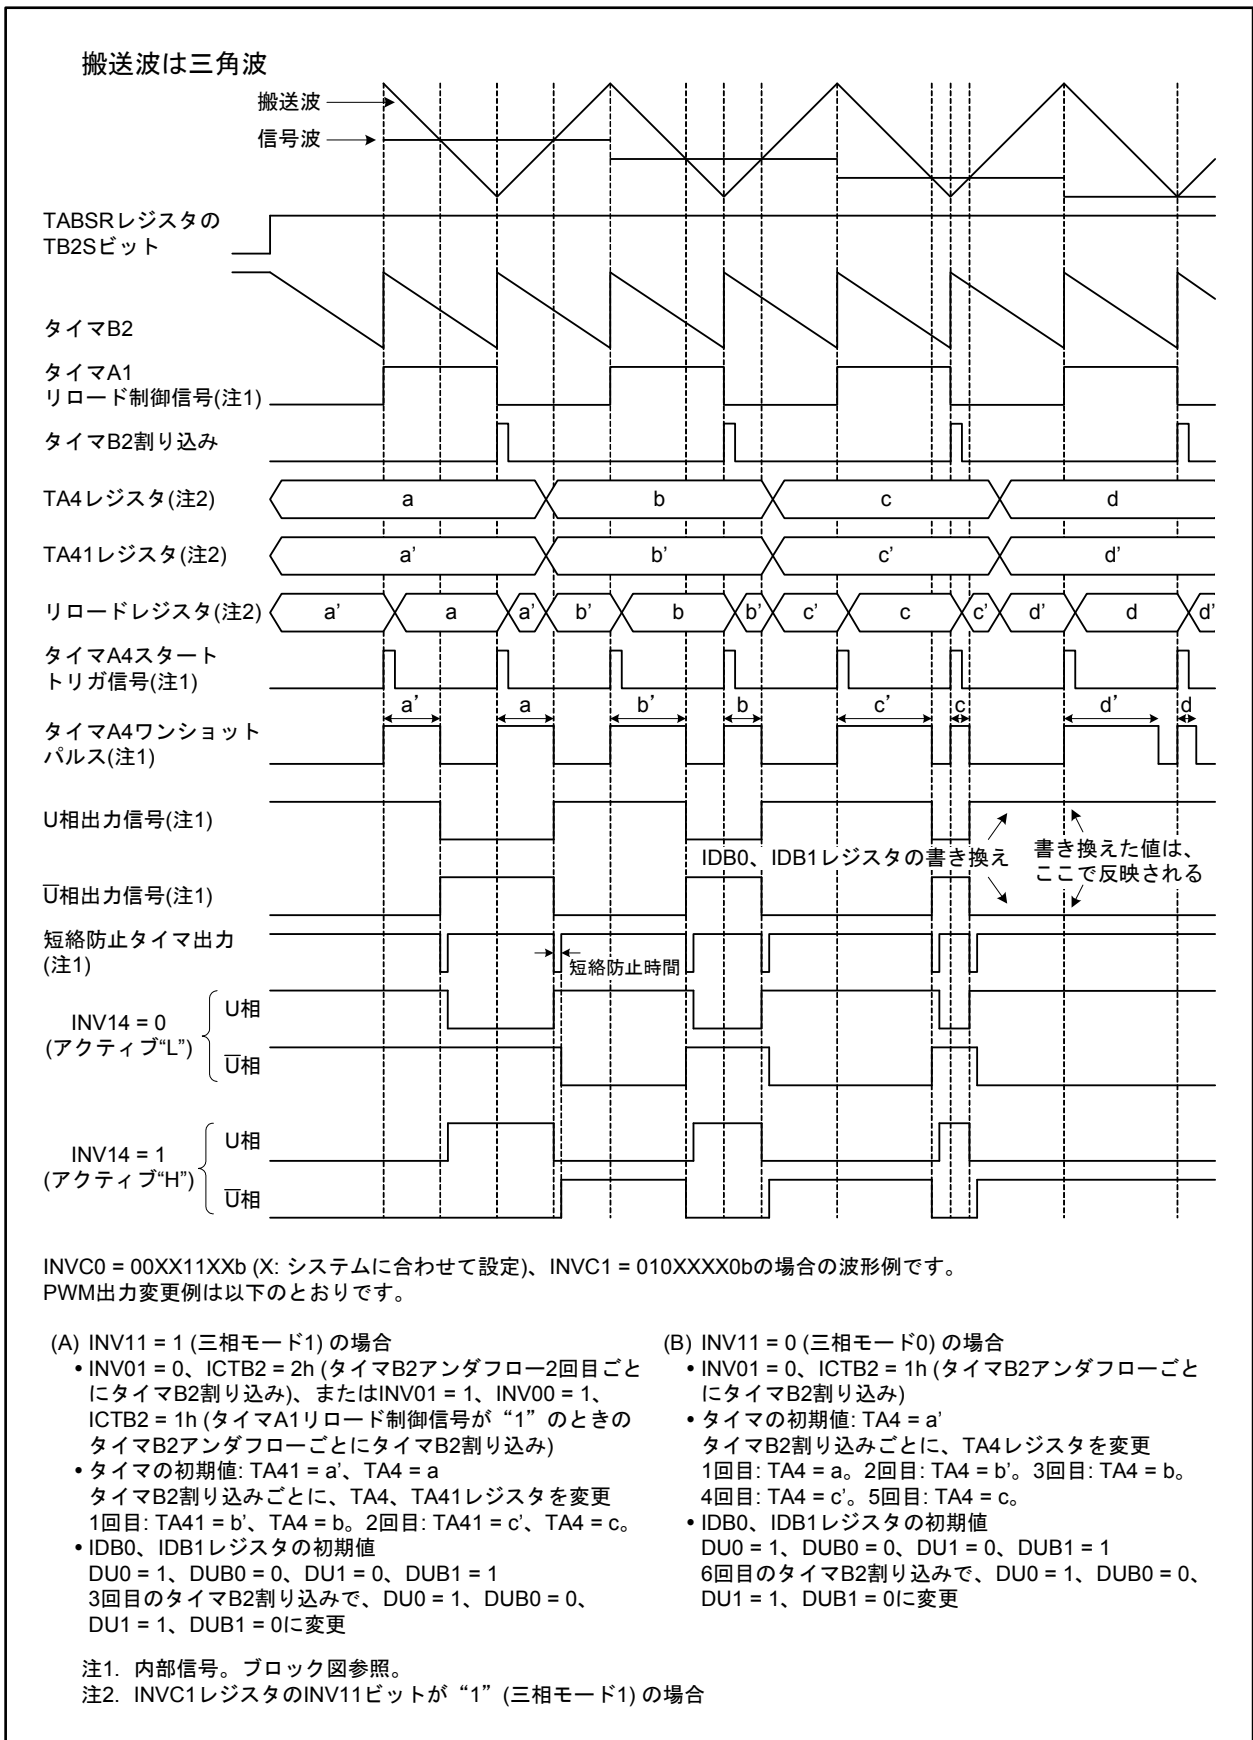 搬送波は三角波
搬送波
信号波
TABSRレジスタの
TB2Sビット
タイマB2
タイマA1
リロード制御信号(注1)
タイマB2割り込み
TA4レジスタ(注2)
a
b
c
d
TA41レジスタ(注2)
a’
b’
c’
d’
リロードレジスタ(注2)
a’
a
a’
b’
b
b’
c’
c
c’
d’
d
d’
タイマA4スタート
トリガ信号(注1)
a’
a
b’
b
c’
c
d’
d
タイマA4ワンショット
パルス(注1)
U相出力信号(注1)
IDB0、IDB1レジスタの書き換え
書き換えた値は、
ここで反映される
U̅相出力信号(注1)
短絡防止タイマ出力
(注1)
短絡防止時間
INV14 = 0
(アクティブ“L”)
U相
U̅相
INV14 = 1
(アクティブ“H”)
U相
U̅相
INVC0 = 00XX11XXb (X: システムに合わせて設定)、INVC1 = 010XXXX0bの場合の波形例です。
PWM出力変更例は以下のとおりです。
(A) INV11 = 1 (三相モード1) の場合
• INV01 = 0、ICTB2 = 2h (タイマB2アンダフロー2回目ごと
にタイマB2割り込み)、またはINV01 = 1、INV00 = 1、
ICTB2 = 1h (タイマA1リロード制御信号が“1”のときの
タイマB2アンダフローごとにタイマB2割り込み)
• タイマの初期値: TA41 = a’、TA4 = a
タイマB2割り込みごとに、TA4、TA41レジスタを変更
1回目: TA41 = b’、TA4 = b。2回目: TA41 = c’、TA4 = c。
• IDB0、IDB1レジスタの初期値
DU0 = 1、DUB0 = 0、DU1 = 0、DUB1 = 1
3回目のタイマB2割り込みで、DU0 = 1、DUB0 = 0、
DU1 = 1、DUB1 = 0に変更
(B) INV11 = 0 (三相モード0) の場合
• INV01 = 0、ICTB2 = 1h (タイマB2アンダフローごと
にタイマB2割り込み)
• タイマの初期値: TA4 = a’
タイマB2割り込みごとに、TA4レジスタを変更
1回目: TA4 = a。2回目: TA4 = b’。3回目: TA4 = b。
4回目: TA4 = c’。5回目: TA4 = c。
• IDB0、IDB1レジスタの初期値
DU0 = 1、DUB0 = 0、DU1 = 0、DUB1 = 1
6回目のタイマB2割り込みで、DU0 = 1、DUB0 = 0、
DU1 = 1、DUB1 = 0に変更
注1. 内部信号。ブロック図参照。
注2. INVC1レジスタのINV11ビットが“1”(三相モード1) の場合